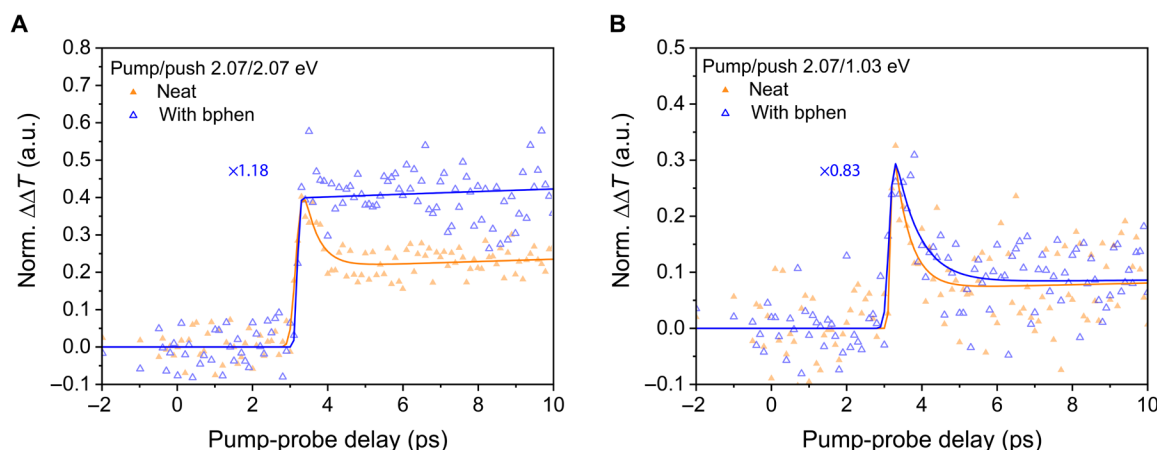 A
Pump/push 2.07/2.07 eV
Neat
With bphen
×1.18
Norm. ΔΔT (a.u.)
0.8
0.7
0.6
0.5
0.4
0.3
0.2
0.1
0.0
–0.1
–2 0 2 4 6 8 10
Pump-probe delay (ps)
B
Pump/push 2.07/1.03 eV
Neat
With bphen
×0.83
Norm. ΔΔT (a.u.)
0.5
0.4
0.3
0.2
0.1
0.0
–0.1
–2 0 2 4 6 8 10
Pump-probe delay (ps)